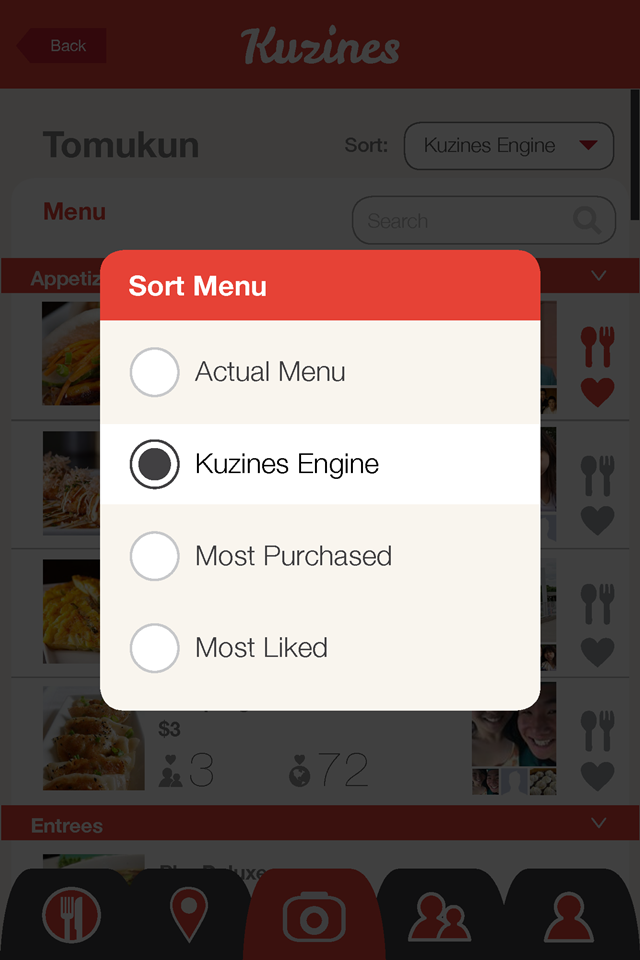 Back
Kuzines
Tomukun
Sort:
Kuzines Engine
Menu
Search
Appetiz
Sort Menu
Actual Menu
Kuzines Engine
Most Purchased
Most Liked
$3
3
72
Entrees